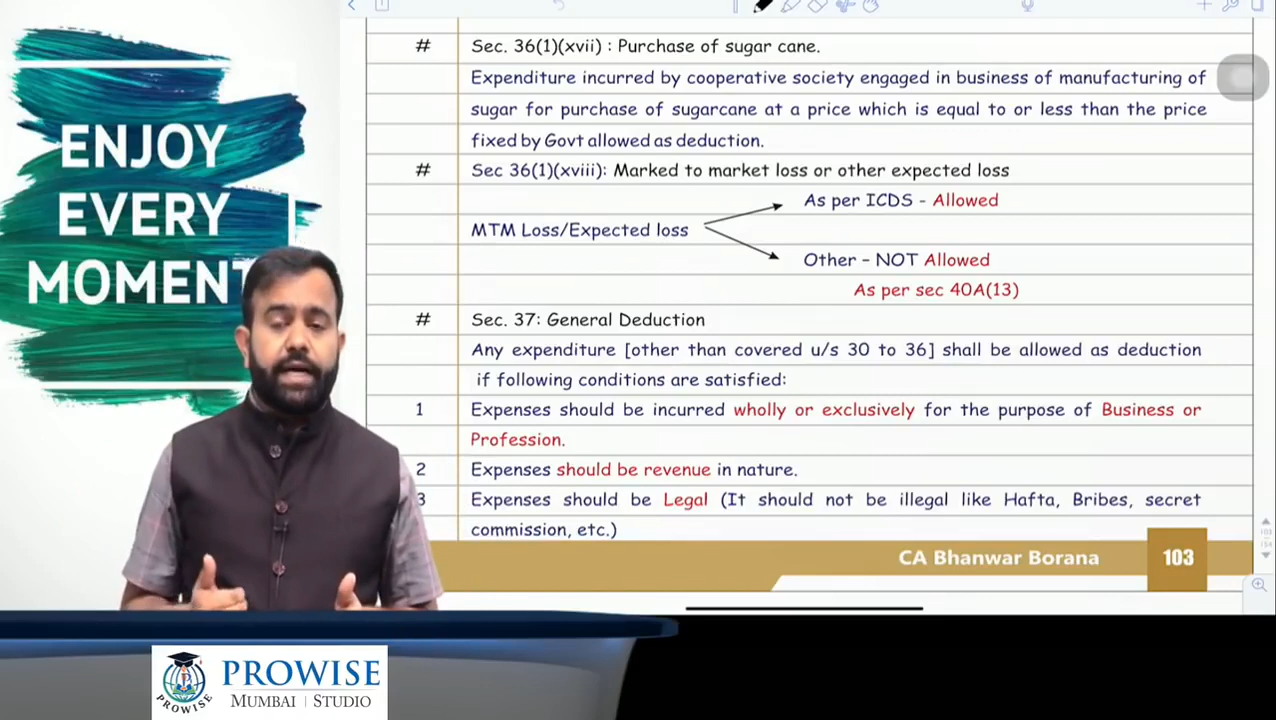 ENJOY
EVERY
MOMENT
# Sec. 36(1)(xvii) : Purchase of sugar cane.
Expenditure incurred by cooperative society engaged in business of manufacturing of
sugar for purchase of sugarcane at a price which is equal to or less than the price
fixed by Govt allowed as deduction.
# Sec 36(1)(xviii): Marked to market loss or other expected loss
As per ICDS - Allowed
MTM Loss/Expected loss
Other – NOT Allowed
As per sec 40A(13)
# Sec. 37: General Deduction
Any expenditure [other than covered u/s 30 to 36] shall be allowed as deduction
if following conditions are satisfied:
1 Expenses should be incurred wholly or exclusively for the purpose of Business or
Profession.
2 Expenses should be revenue in nature.
3 Expenses should be Legal (It should not be illegal like Hafta, Bribes, secret
commission, etc.)
CA Bhanwar Borana 103
PROWISE
PROWISE
MUMBAI | STUDIO